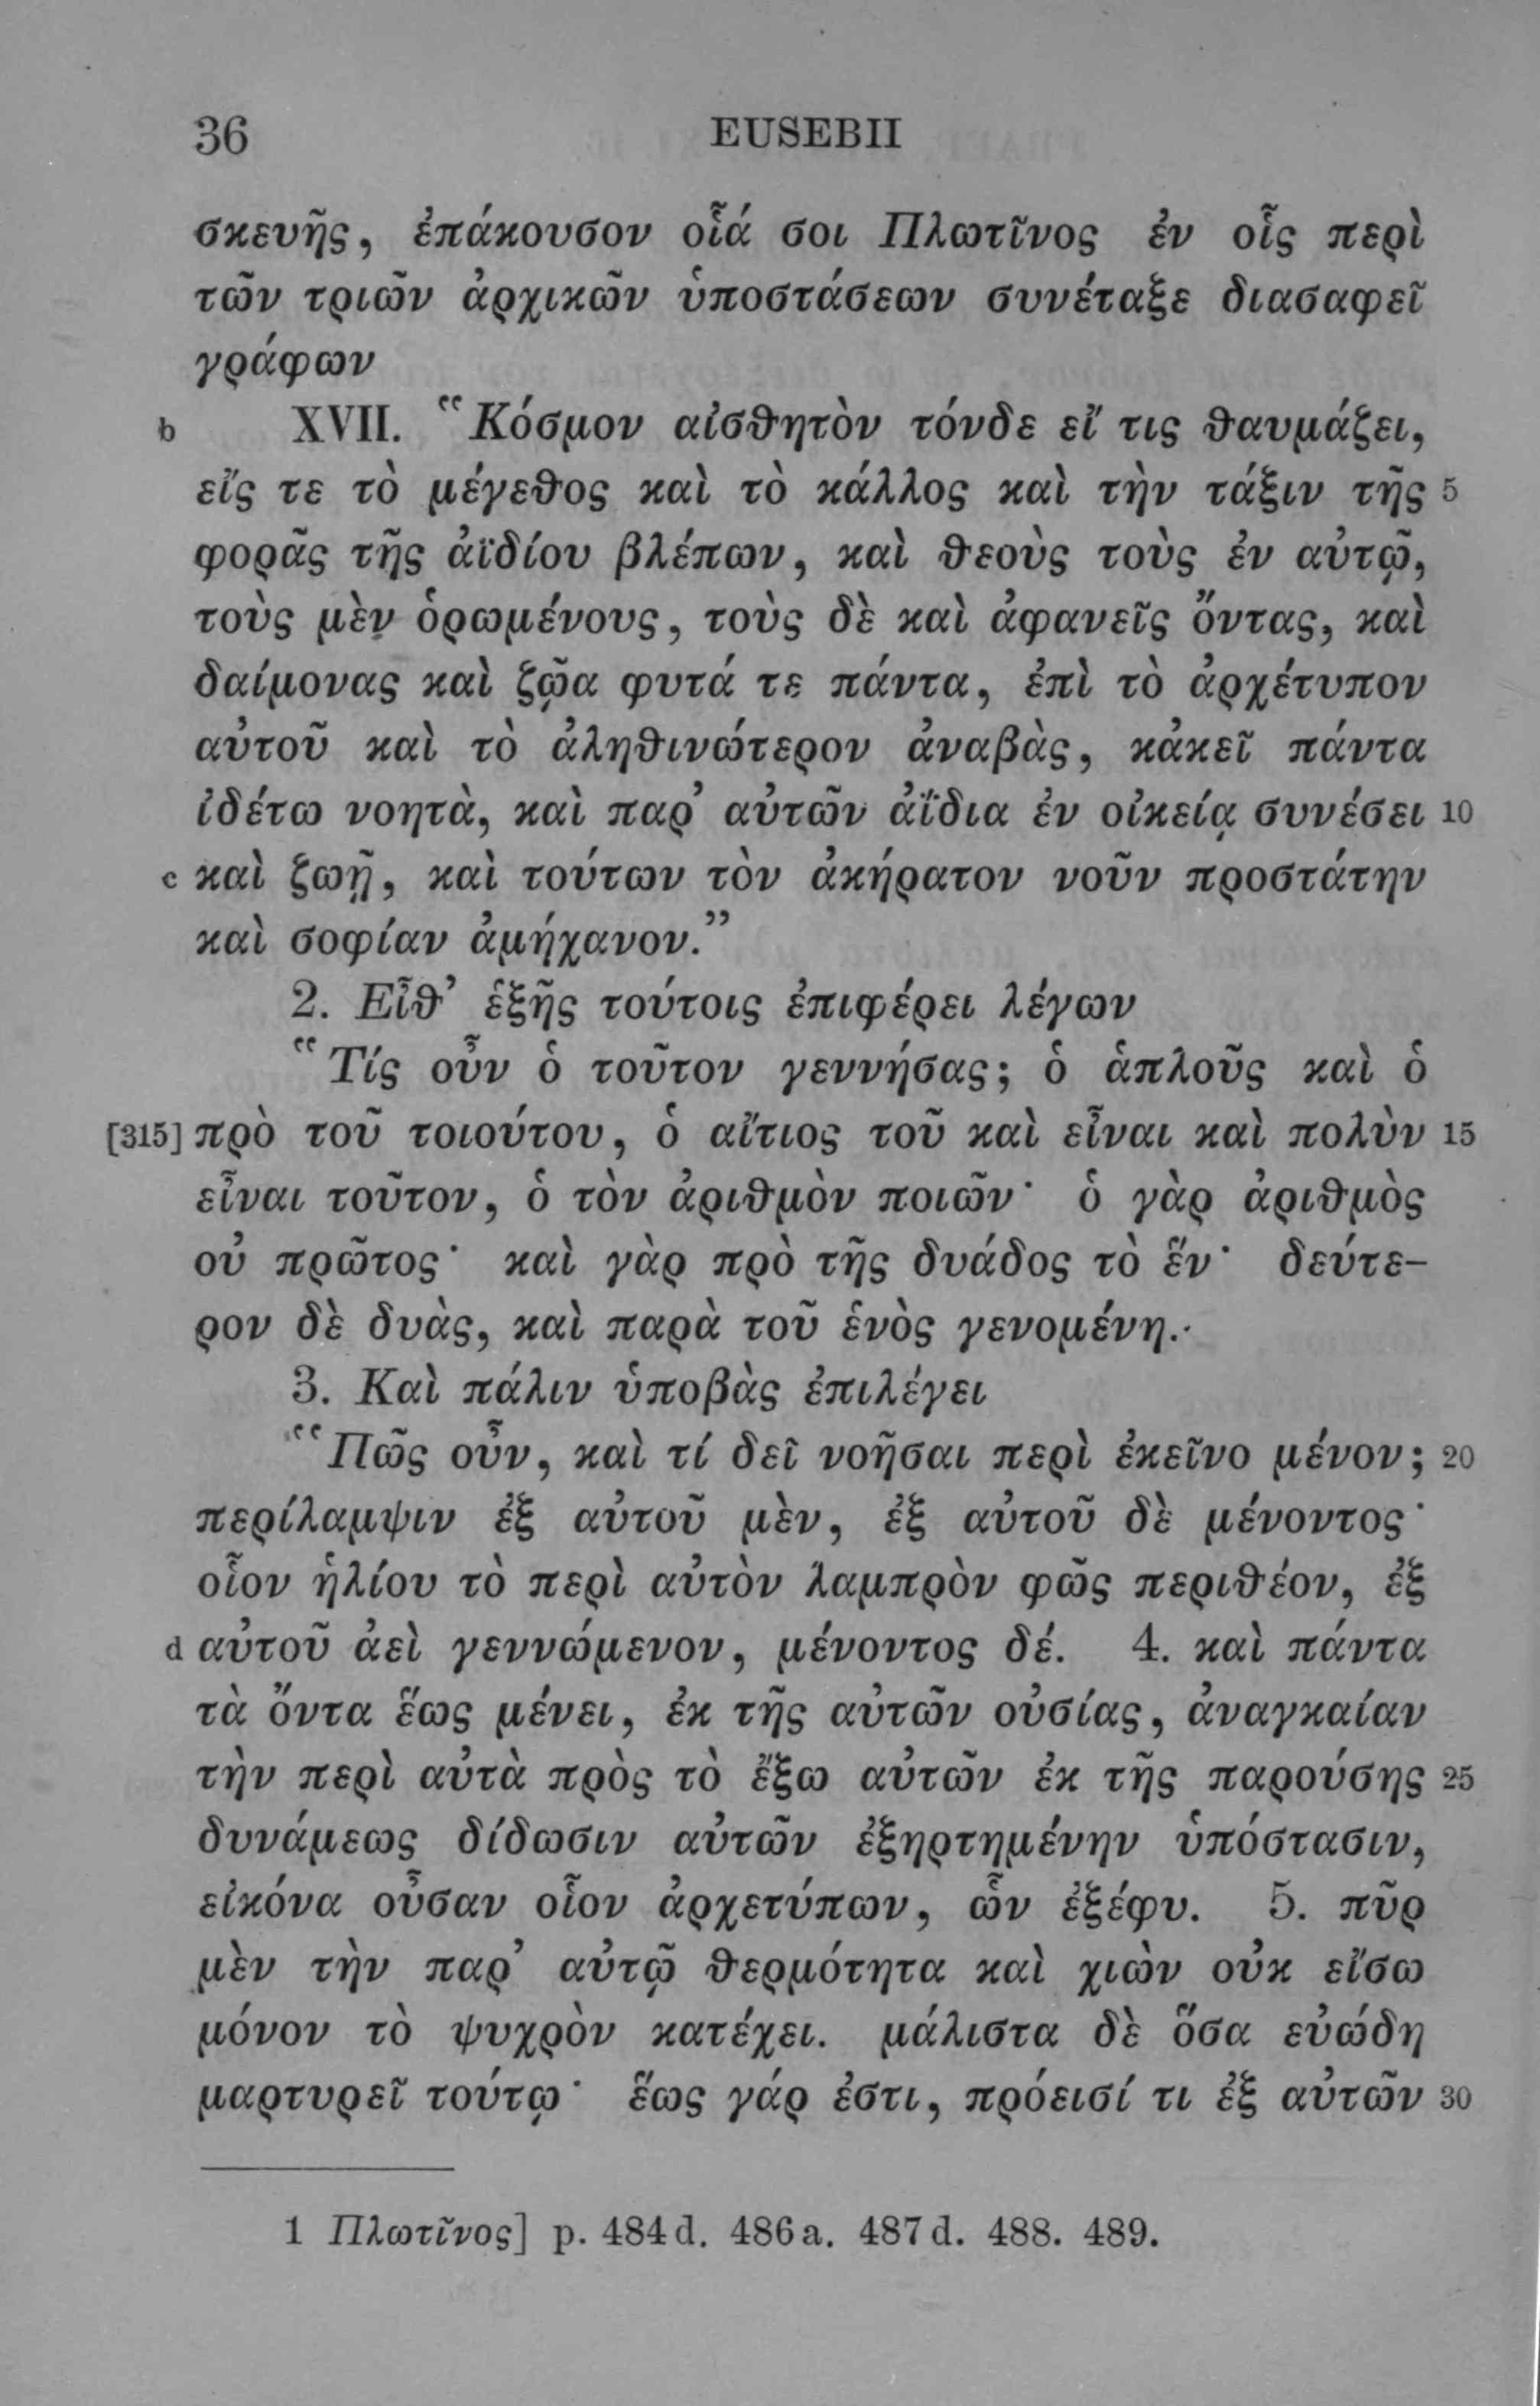 36 EUSEBII
σκευῆς, ἐπάκουσον οἷά σοι Πλωτῖνος ἐν οἷς περὶ
τῶν τριῶν ἀρχικῶν ὑποστάσεων συνέταξε διασαφεῖ
γράφων
b XVII. “Κόσμον αἰσθητὸν τόνδε εἴ τις θαυμάζει,
εἴς τε τὸ μέγεθος καὶ τὸ κάλλος καὶ τὴν τάξιν τῆς 5
φορᾶς τῆς ἀϊδίου βλέπων, καὶ θεοὺς τοὺς ἐν αὐτῷ,
τοὺς μὲν ὁρωμένους, τοὺς δὲ καὶ ἀφανεῖς ὄντας, καὶ
δαίμονας καὶ ζῷα φυτά τε πάντα, ἐπὶ τὸ ἀρχέτυπον
αὐτοῦ καὶ τὸ ἀληθινώτερον ἀναβὰς, κἀκεῖ πάντα
ἰδέτω νοητὰ, καὶ παρ’ αὐτῶν ἀΐδια ἐν οἰκείᾳ συνέσει 10
c καὶ ζωῇ, καὶ τούτων τὸν ἀκήρατον νοῦν προστάτην
καὶ σοφίαν ἀμήχανον.”
2. Εἶθ’ ἑξῆς τούτοις ἐπιφέρει λέγων
“Τίς οὖν ὁ τοῦτον γεννήσας; ὁ ἁπλοῦς καὶ ὁ
[315] πρὸ τοῦ τοιούτου, ὁ αἴτιος τοῦ καὶ εἶναι καὶ πολὺν 15
εἶναι τοῦτον, ὁ τὸν ἀριθμὸν ποιῶν· ὁ γὰρ ἀριθμὸς
οὐ πρῶτος· καὶ γὰρ πρὸ τῆς δυάδος τὸ ἕν· δεύτε-
ρον δὲ δυὰς, καὶ παρὰ τοῦ ἑνὸς γενομένη.
3. Καὶ πάλιν ὑποβὰς ἐπιλέγει
“Πῶς οὖν, καὶ τί δεῖ νοῆσαι περὶ ἐκεῖνο μένον; 20
περίλαμψιν ἐξ αὐτοῦ μὲν, ἐξ αὐτοῦ δὲ μένοντος·
οἷον ἡλίου τὸ περὶ αὐτὸν λαμπρὸν φῶς περιθέον, ἐξ
d αὐτοῦ ἀεὶ γεννώμενον, μένοντος δέ. 4. καὶ πάντα
τὰ ὄντα ἕως μένει, ἐκ τῆς αὐτῶν οὐσίας, ἀναγκαίαν
τὴν περὶ αὐτὰ πρὸς τὸ ἔξω αὐτῶν ἐκ τῆς παρούσης 25
δυνάμεως δίδωσιν αὐτῶν ἐξηρτημένην ὑπόστασιν,
εἰκόνα οὖσαν οἷον ἀρχετύπων, ὧν ἐξέφυ. 5. πῦρ
μὲν τὴν παρ’ αὐτῷ θερμότητα καὶ χιὼν οὐκ εἴσω
μόνον τὸ ψυχρὸν κατέχει. μάλιστα δὲ ὅσα εὐώδη
μαρτυρεῖ τούτῳ· ἕως γάρ ἐστι, πρόεισί τι ἐξ αὐτῶν 30
1 Πλωτῖνος] p. 484 d. 486 a. 487 d. 488. 489.